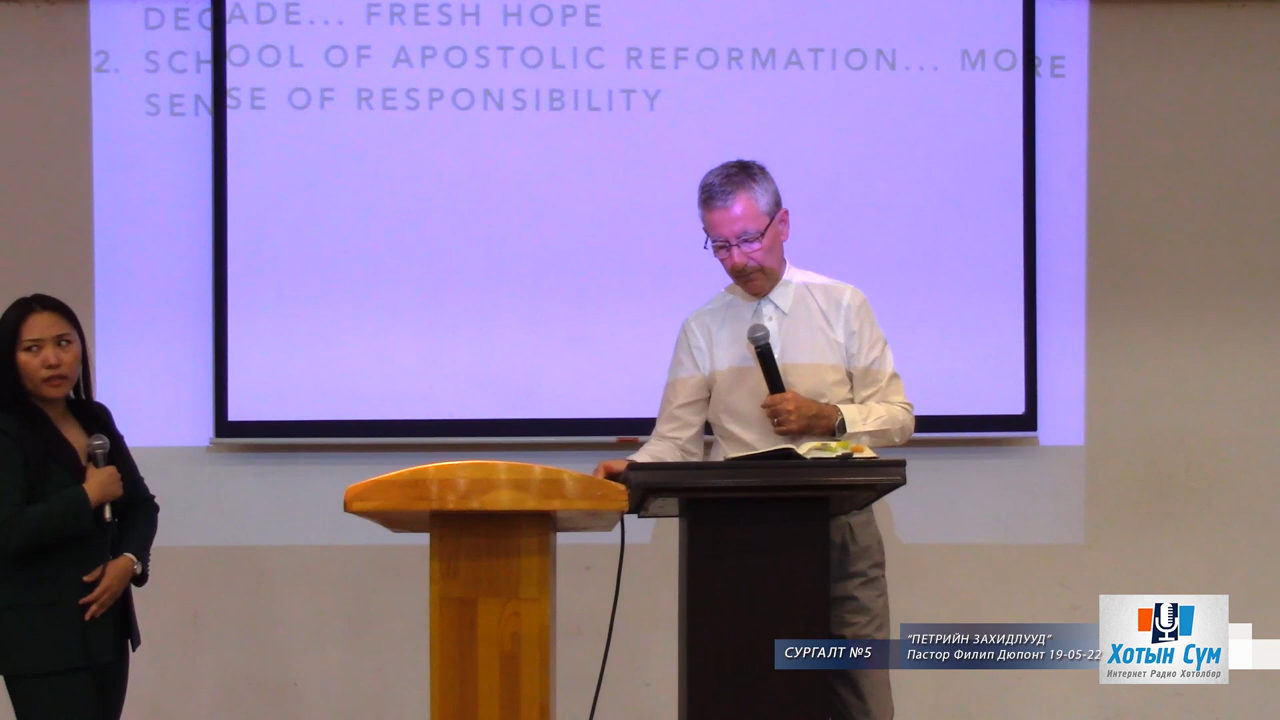 DECADE... FRESH HOPE
2. SCHOOL OF APOSTOLIC REFORMATION... MORE
SENSE OF RESPONSIBILITY
СУРГАЛТ №5
"ПЕТРИЙН ЗАХИДЛУУД"
Пастор Филип Дюпонт 19-05-22
Хотын Сүм
Интернет Радио Хөтөлбөр